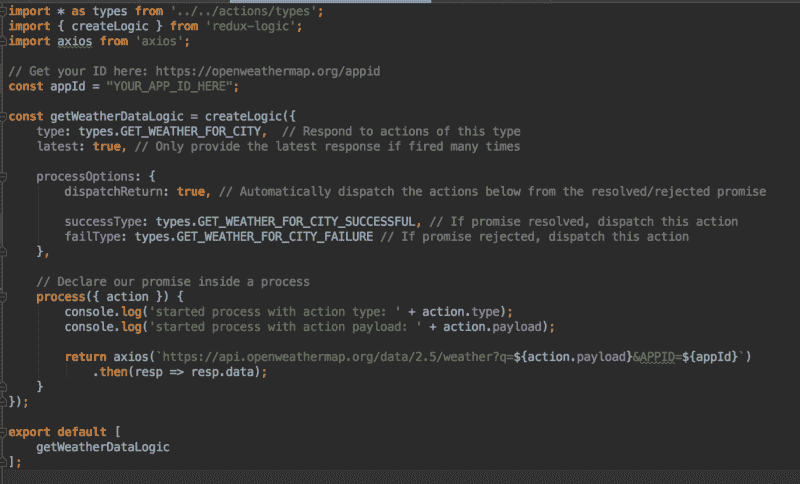 import * as types from '../../actions/types';
import { createLogic } from 'redux-logic';
import axios from 'axios';

// Get your ID here: https://openweathermap.org/appid
const appId = "YOUR_APP_ID_HERE";

const getWeatherDataLogic = createLogic({
    type: types.GET_WEATHER_FOR_CITY,  // Respond to actions of this type
    latest: true, // Only provide the latest response if fired many times

    processOptions: {
        dispatchReturn: true, // Automatically dispatch the actions below from the resolved/rejected promise

        successType: types.GET_WEATHER_FOR_CITY_SUCCESSFUL, // If promise resolved, dispatch this action
        failType: types.GET_WEATHER_FOR_CITY_FAILURE // If promise rejected, dispatch this action
    },

    // Declare our promise inside a process
    process({ action }) {
        console.log('started process with action type: ' + action.type);
        console.log('started process with action payload: ' + action.payload);

        return axios(`https://api.openweathermap.org/data/2.5/weather?q=${action.payload}&APPID=${appId}`)
            .then(resp => resp.data);
    }
});

export default [
    getWeatherDataLogic
];